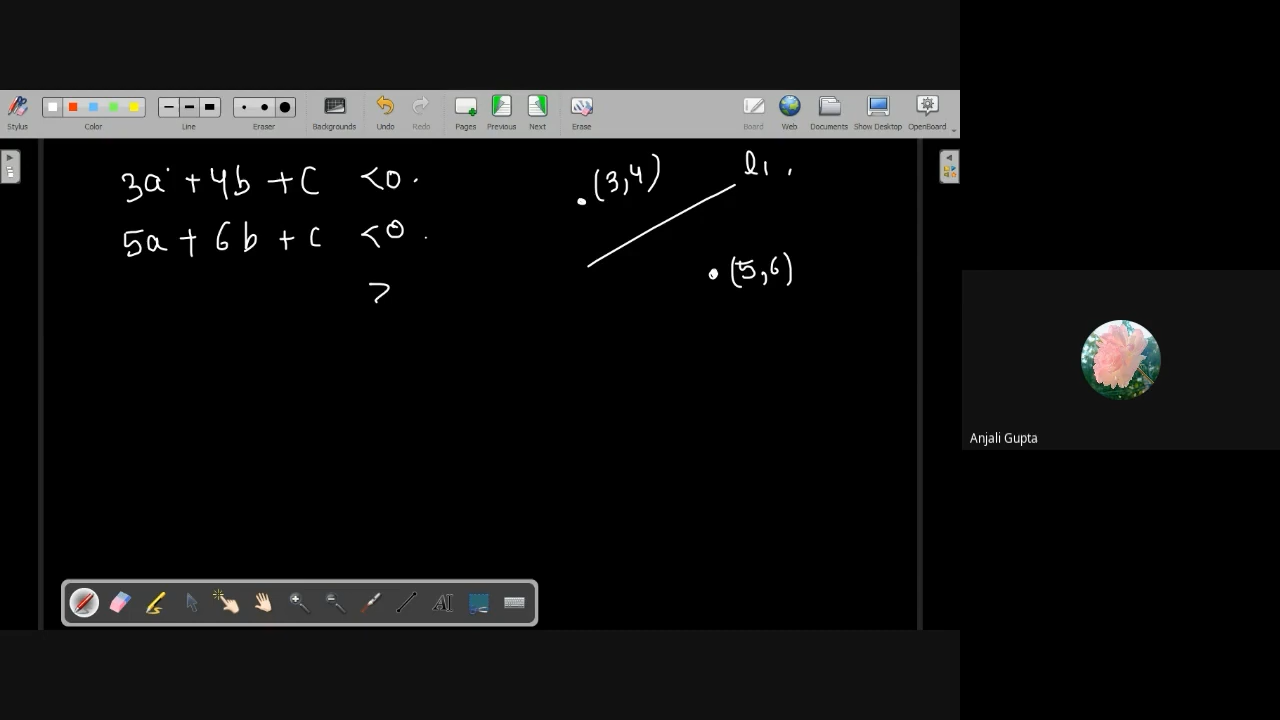 Stylus
Color
Line
Eraser
Backgrounds
Undo
Redo
Pages
Previous
Next
Erase
Board
Web
Documents
Show Desktop
OpenBoard
3a + 4b + C <0.
5a + 6b + c <0.
>
.(3,4)
l1.
.(5,6)
AI
Anjali Gupta